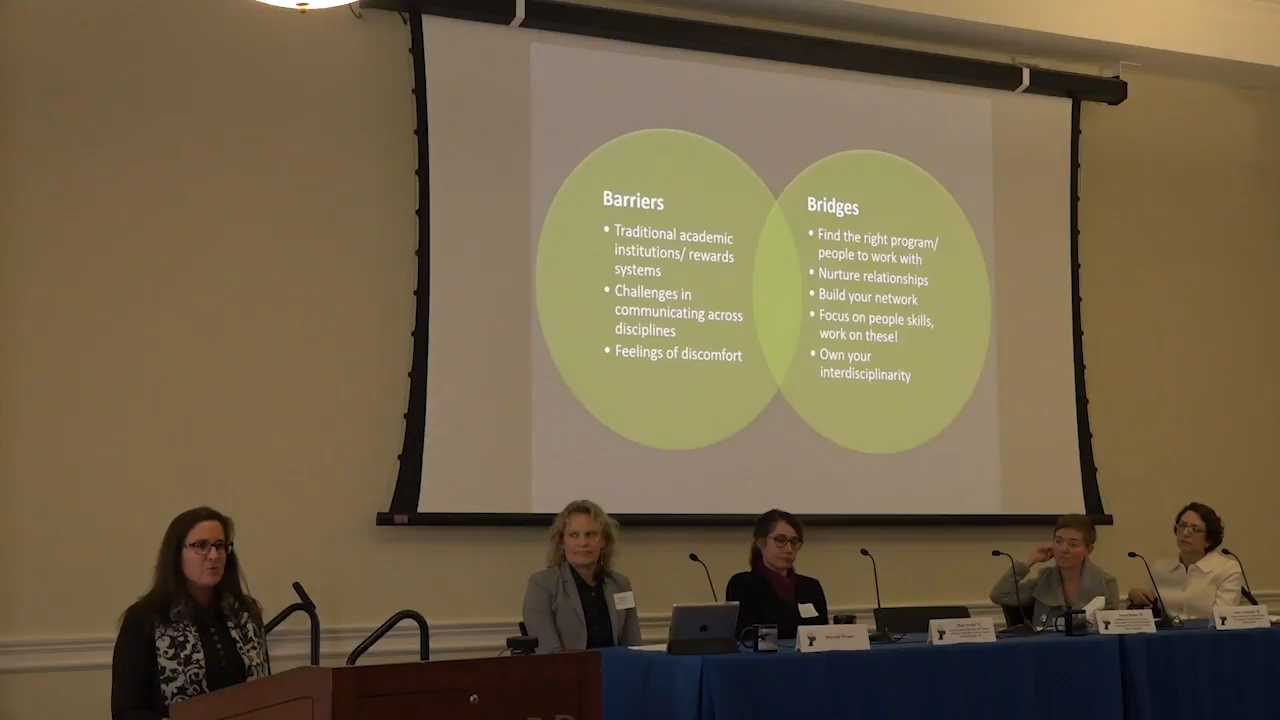 Barriers
• Traditional academic
institutions/ rewards
systems
• Challenges in
communicating across
disciplines
• Feelings of discomfort
Bridges
• Find the right program/
people to work with
• Nurture relationships
• Build your network
• Focus on people skills,
work on these!
• Own your
interdisciplinarity